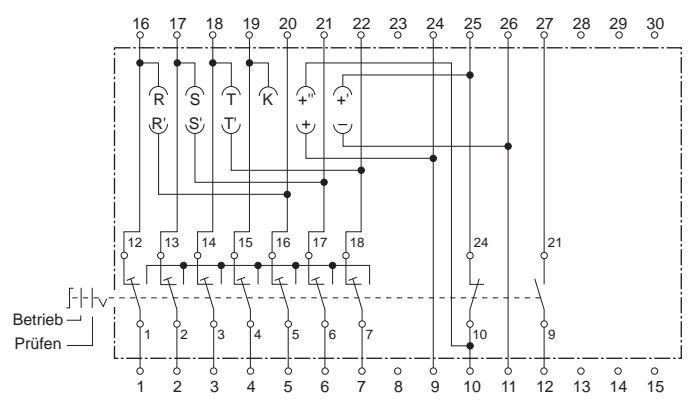 16 17 18 19 20 21 22 23 24 25 26 27 28 29 30
R S T K +" +'
R' S' T' + −
12 13 14 15 16 17 18 24 21
Betrieb
1 2 3 4 5 6 7 10 9
Prüfen
1 2 3 4 5 6 7 8 9 10 11 12 13 14 15